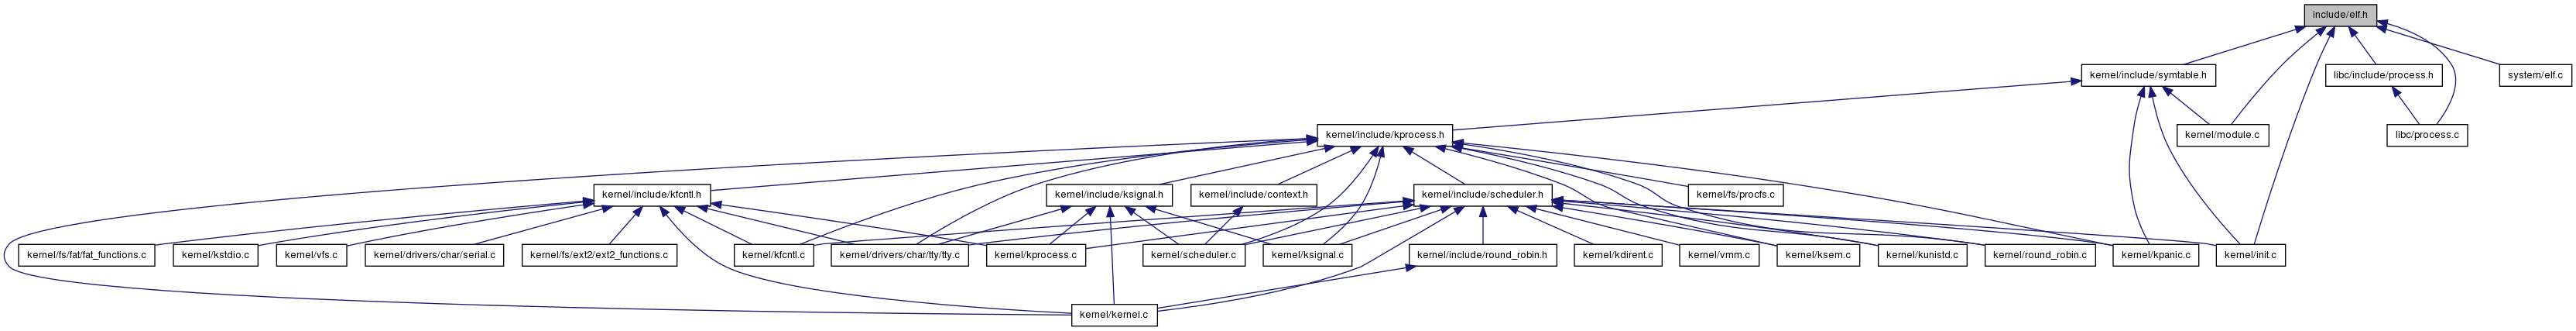 include/elf.h
kernel/include/symtable.h
libc/include/process.h
system/elf.c
kernel/include/kprocess.h
kernel/module.c
libc/process.c
kernel/include/kfcntl.h
kernel/include/ksignal.h
kernel/include/context.h
kernel/include/scheduler.h
kernel/fs/procfs.c
kernel/fs/fat/fat_functions.c
kernel/kstdio.c
kernel/vfs.c
kernel/drivers/char/serial.c
kernel/fs/ext2/ext2_functions.c
kernel/kfcntl.c
kernel/drivers/char/tty/tty.c
kernel/kprocess.c
kernel/scheduler.c
kernel/ksignal.c
kernel/include/round_robin.h
kernel/kdirent.c
kernel/vmm.c
kernel/ksem.c
kernel/kunistd.c
kernel/round_robin.c
kernel/kpanic.c
kernel/init.c
kernel/kernel.c